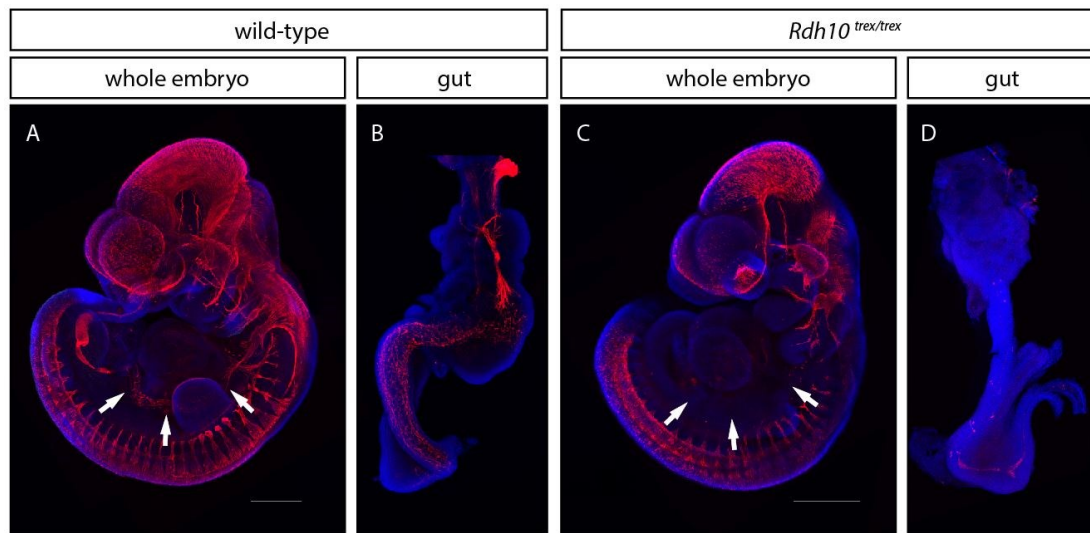 wild-type
Rdh10 trex/trex
whole embryo
gut
whole embryo
gut
A
B
C
D